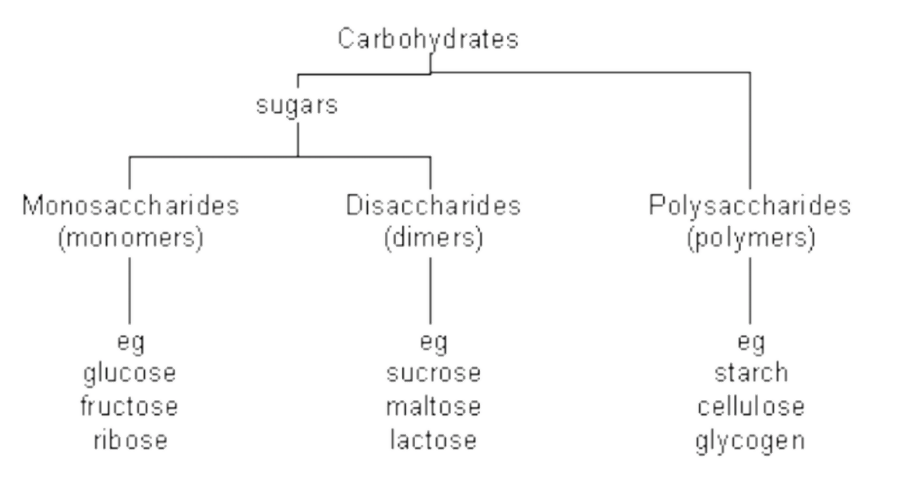 Carbohydrates
sugars
Monosaccharides
(monomers)
Disaccharides
(dimers)
Polysaccharides
(polymers)
eg
glucose
fructose
ribose
eg
sucrose
maltose
lactose
eg
starch
cellulose
glycogen